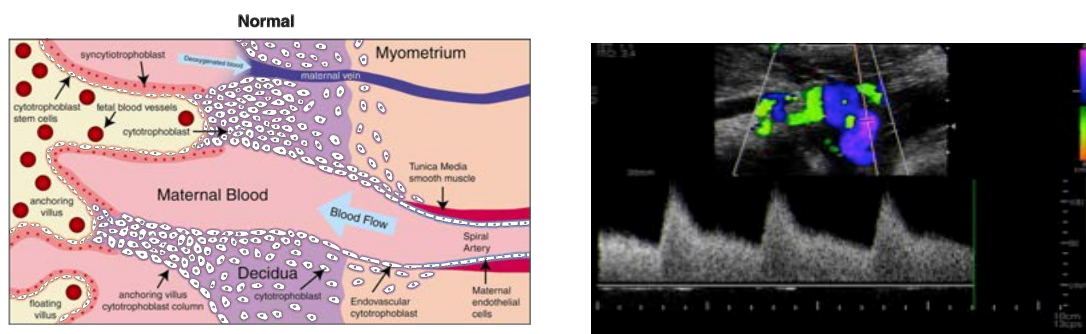 Normal
syncytiotrophoblast
Deoxygenated blood
maternal vein
Myometrium
cytotrophoblast
stem cells
fetal blood vessels
cytotrophoblast
Tunica Media
smooth muscle
Maternal Blood
anchoring
villus
Blood Flow
Spiral
Artery
Decidua
cytotrophoblast
floating
villus
anchoring villus
cytotrophoblast column
Endovascular
cytotrophoblast
Maternal
endothelial
cells